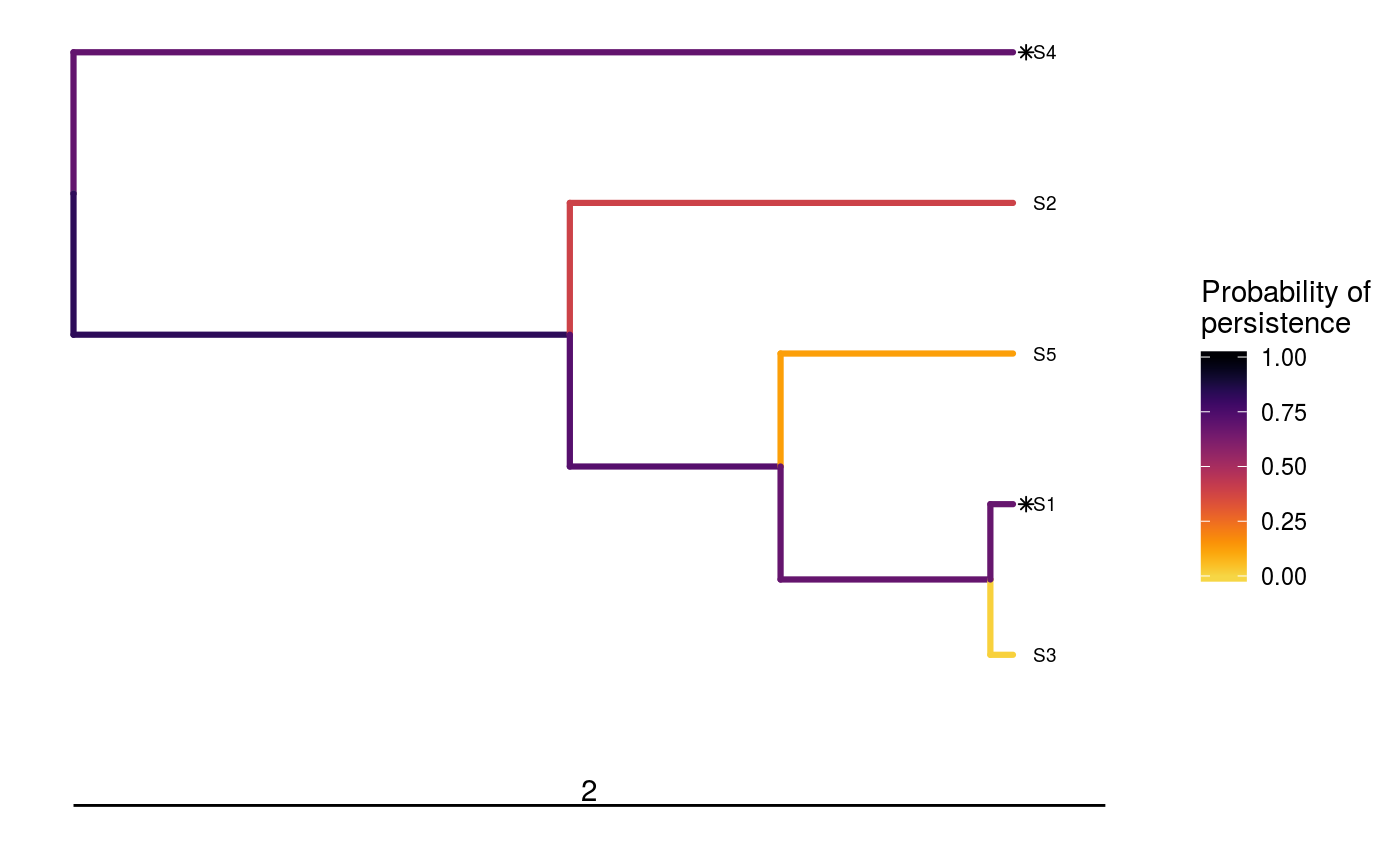 ✳S4
S2
S5
✳S1
S3
Probability of
persistence
1.00
0.75
0.50
0.25
0.00
2